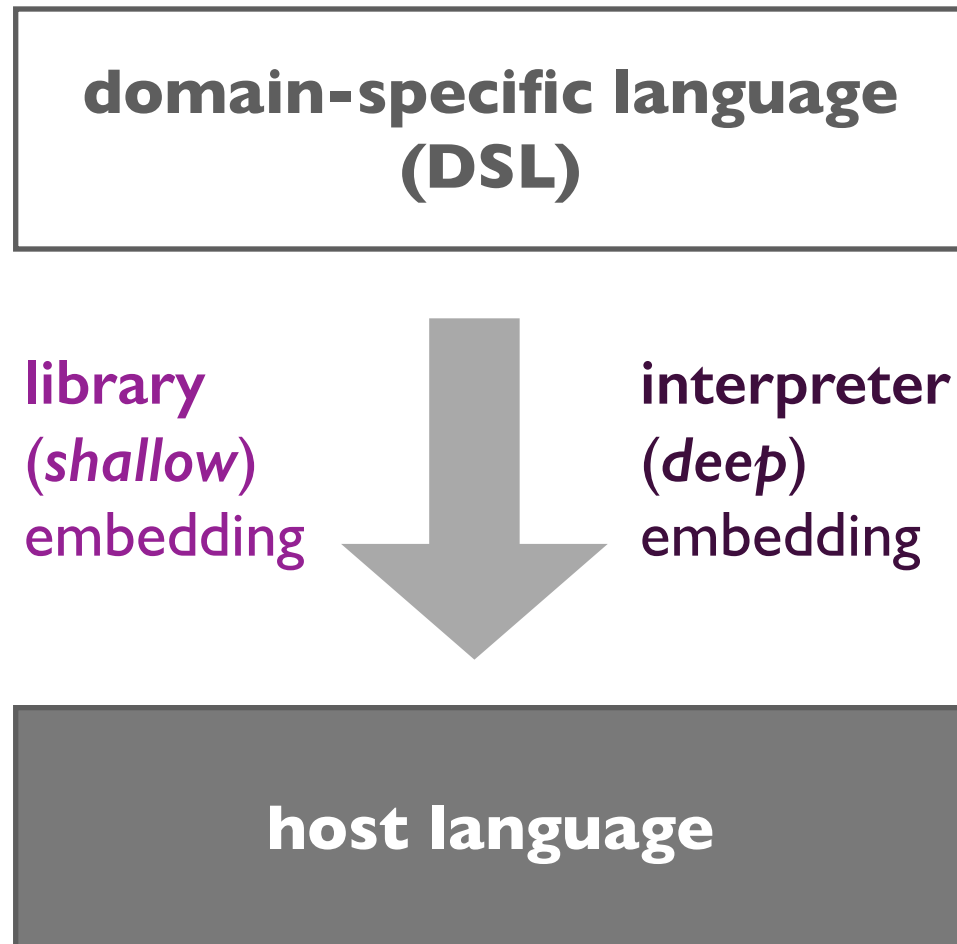 domain-specific language
(DSL)
library
(shallow)
embedding
interpreter
(deep)
embedding
host language